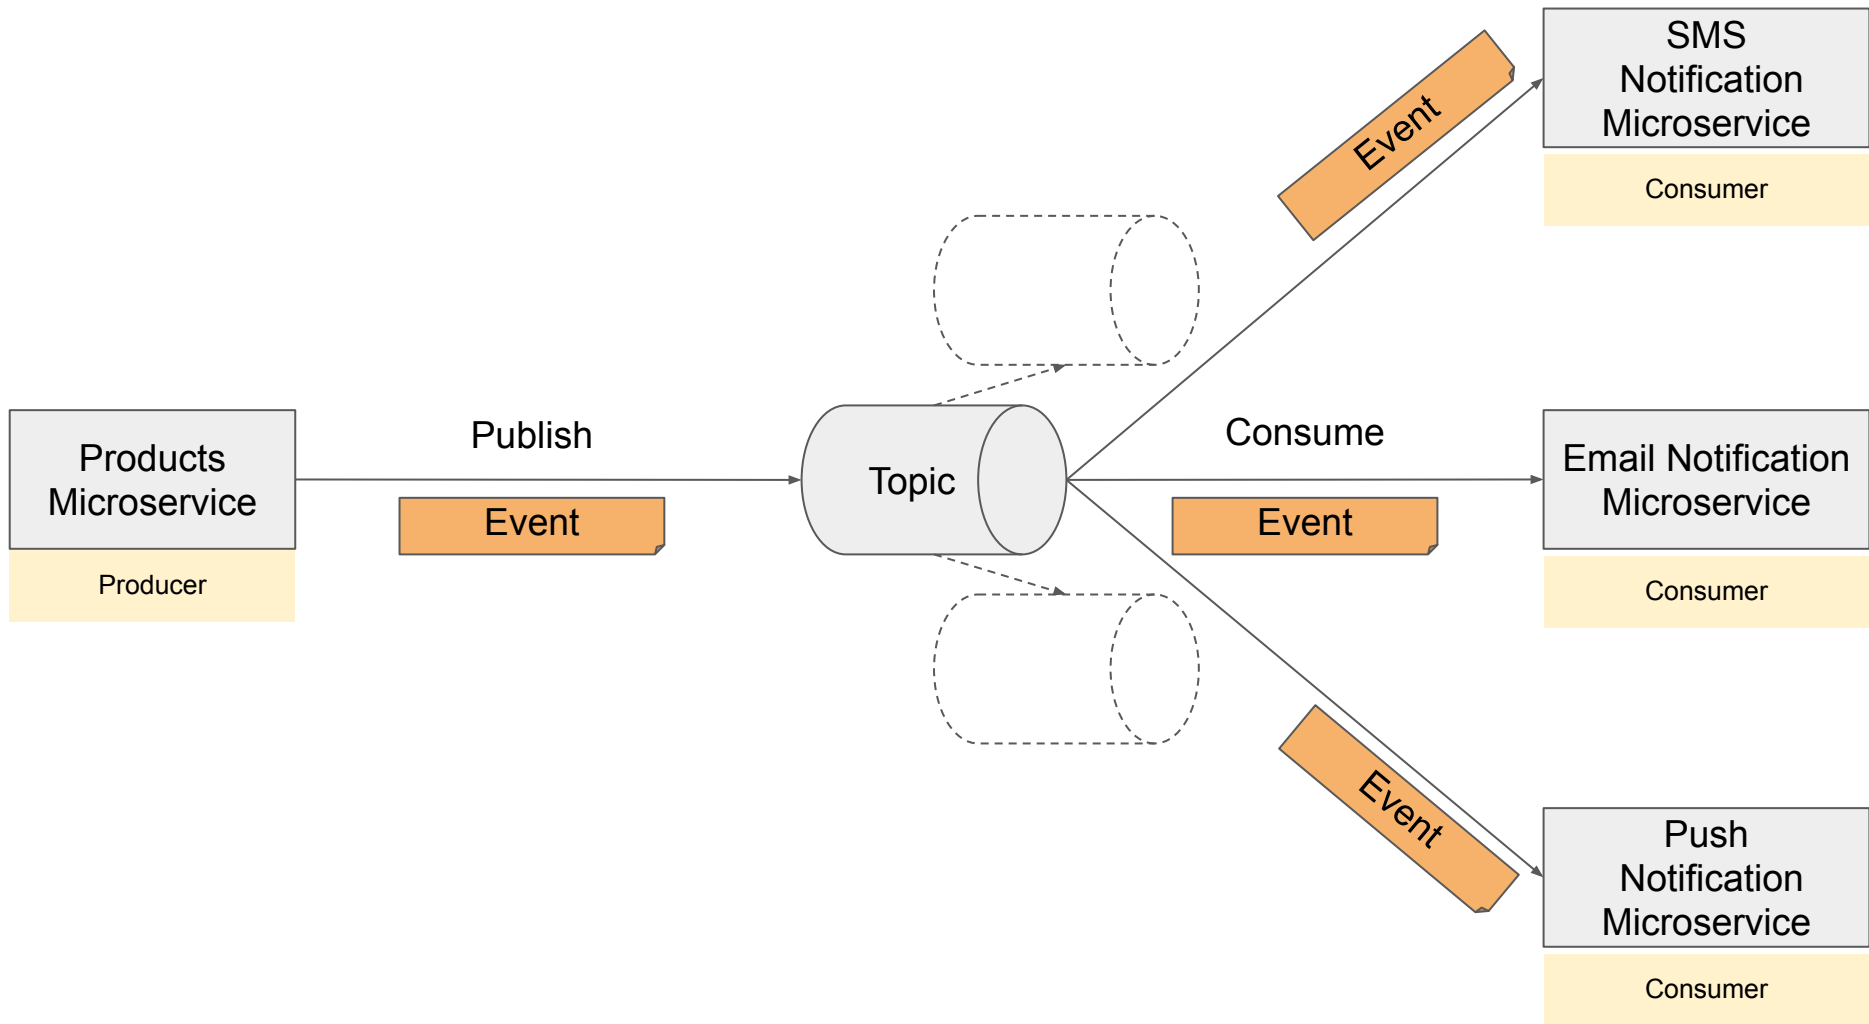 SMS
Notification
Microservice
Consumer
Event
Products
Microservice
Producer
Publish
Event
Topic
Consume
Event
Email Notification
Microservice
Consumer
Event
Push
Notification
Microservice
Consumer